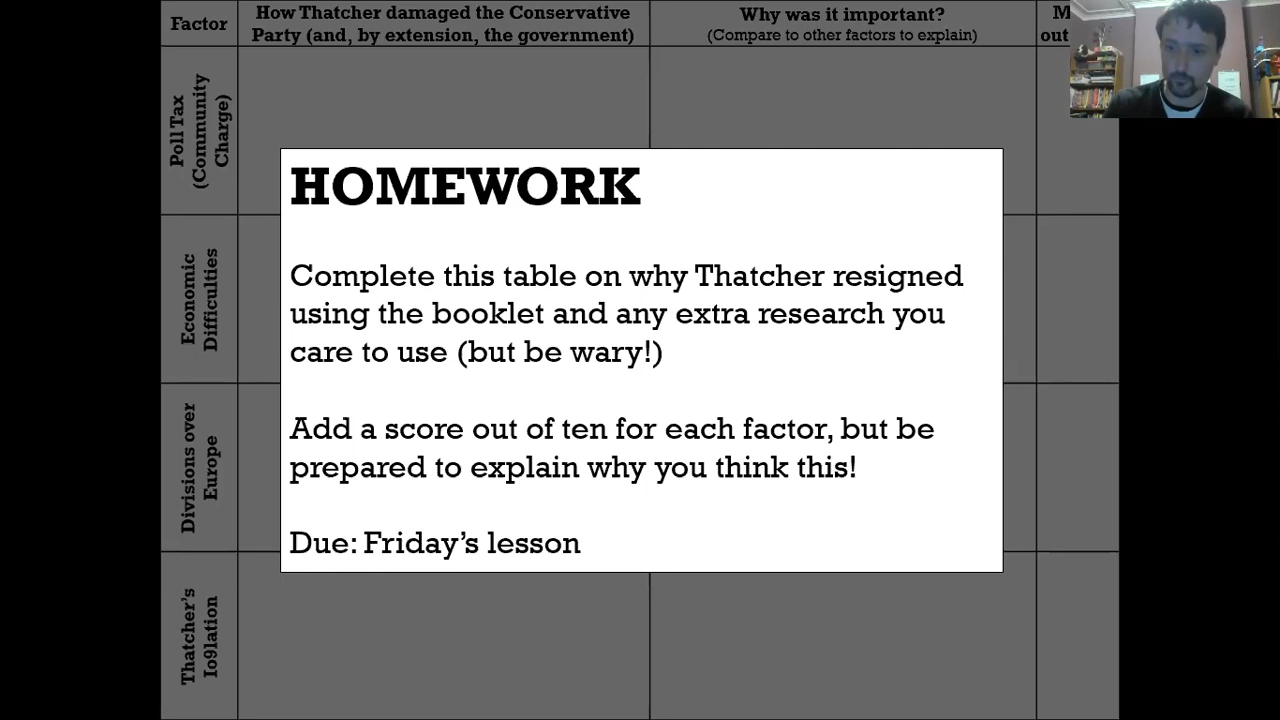 Factor
How Thatcher damaged the Conservative
Party (and, by extension, the government)
Why was it important?
(Compare to other factors to explain)
M
out
Poll Tax
(Community
Charge)
Economic
Difficulties
Divisions over
Europe
Thatcher's
Io9lation
HOMEWORK
Complete this table on why Thatcher resigned
using the booklet and any extra research you
care to use (but be wary!)
Add a score out of ten for each factor, but be
prepared to explain why you think this!
Due: Friday’s lesson